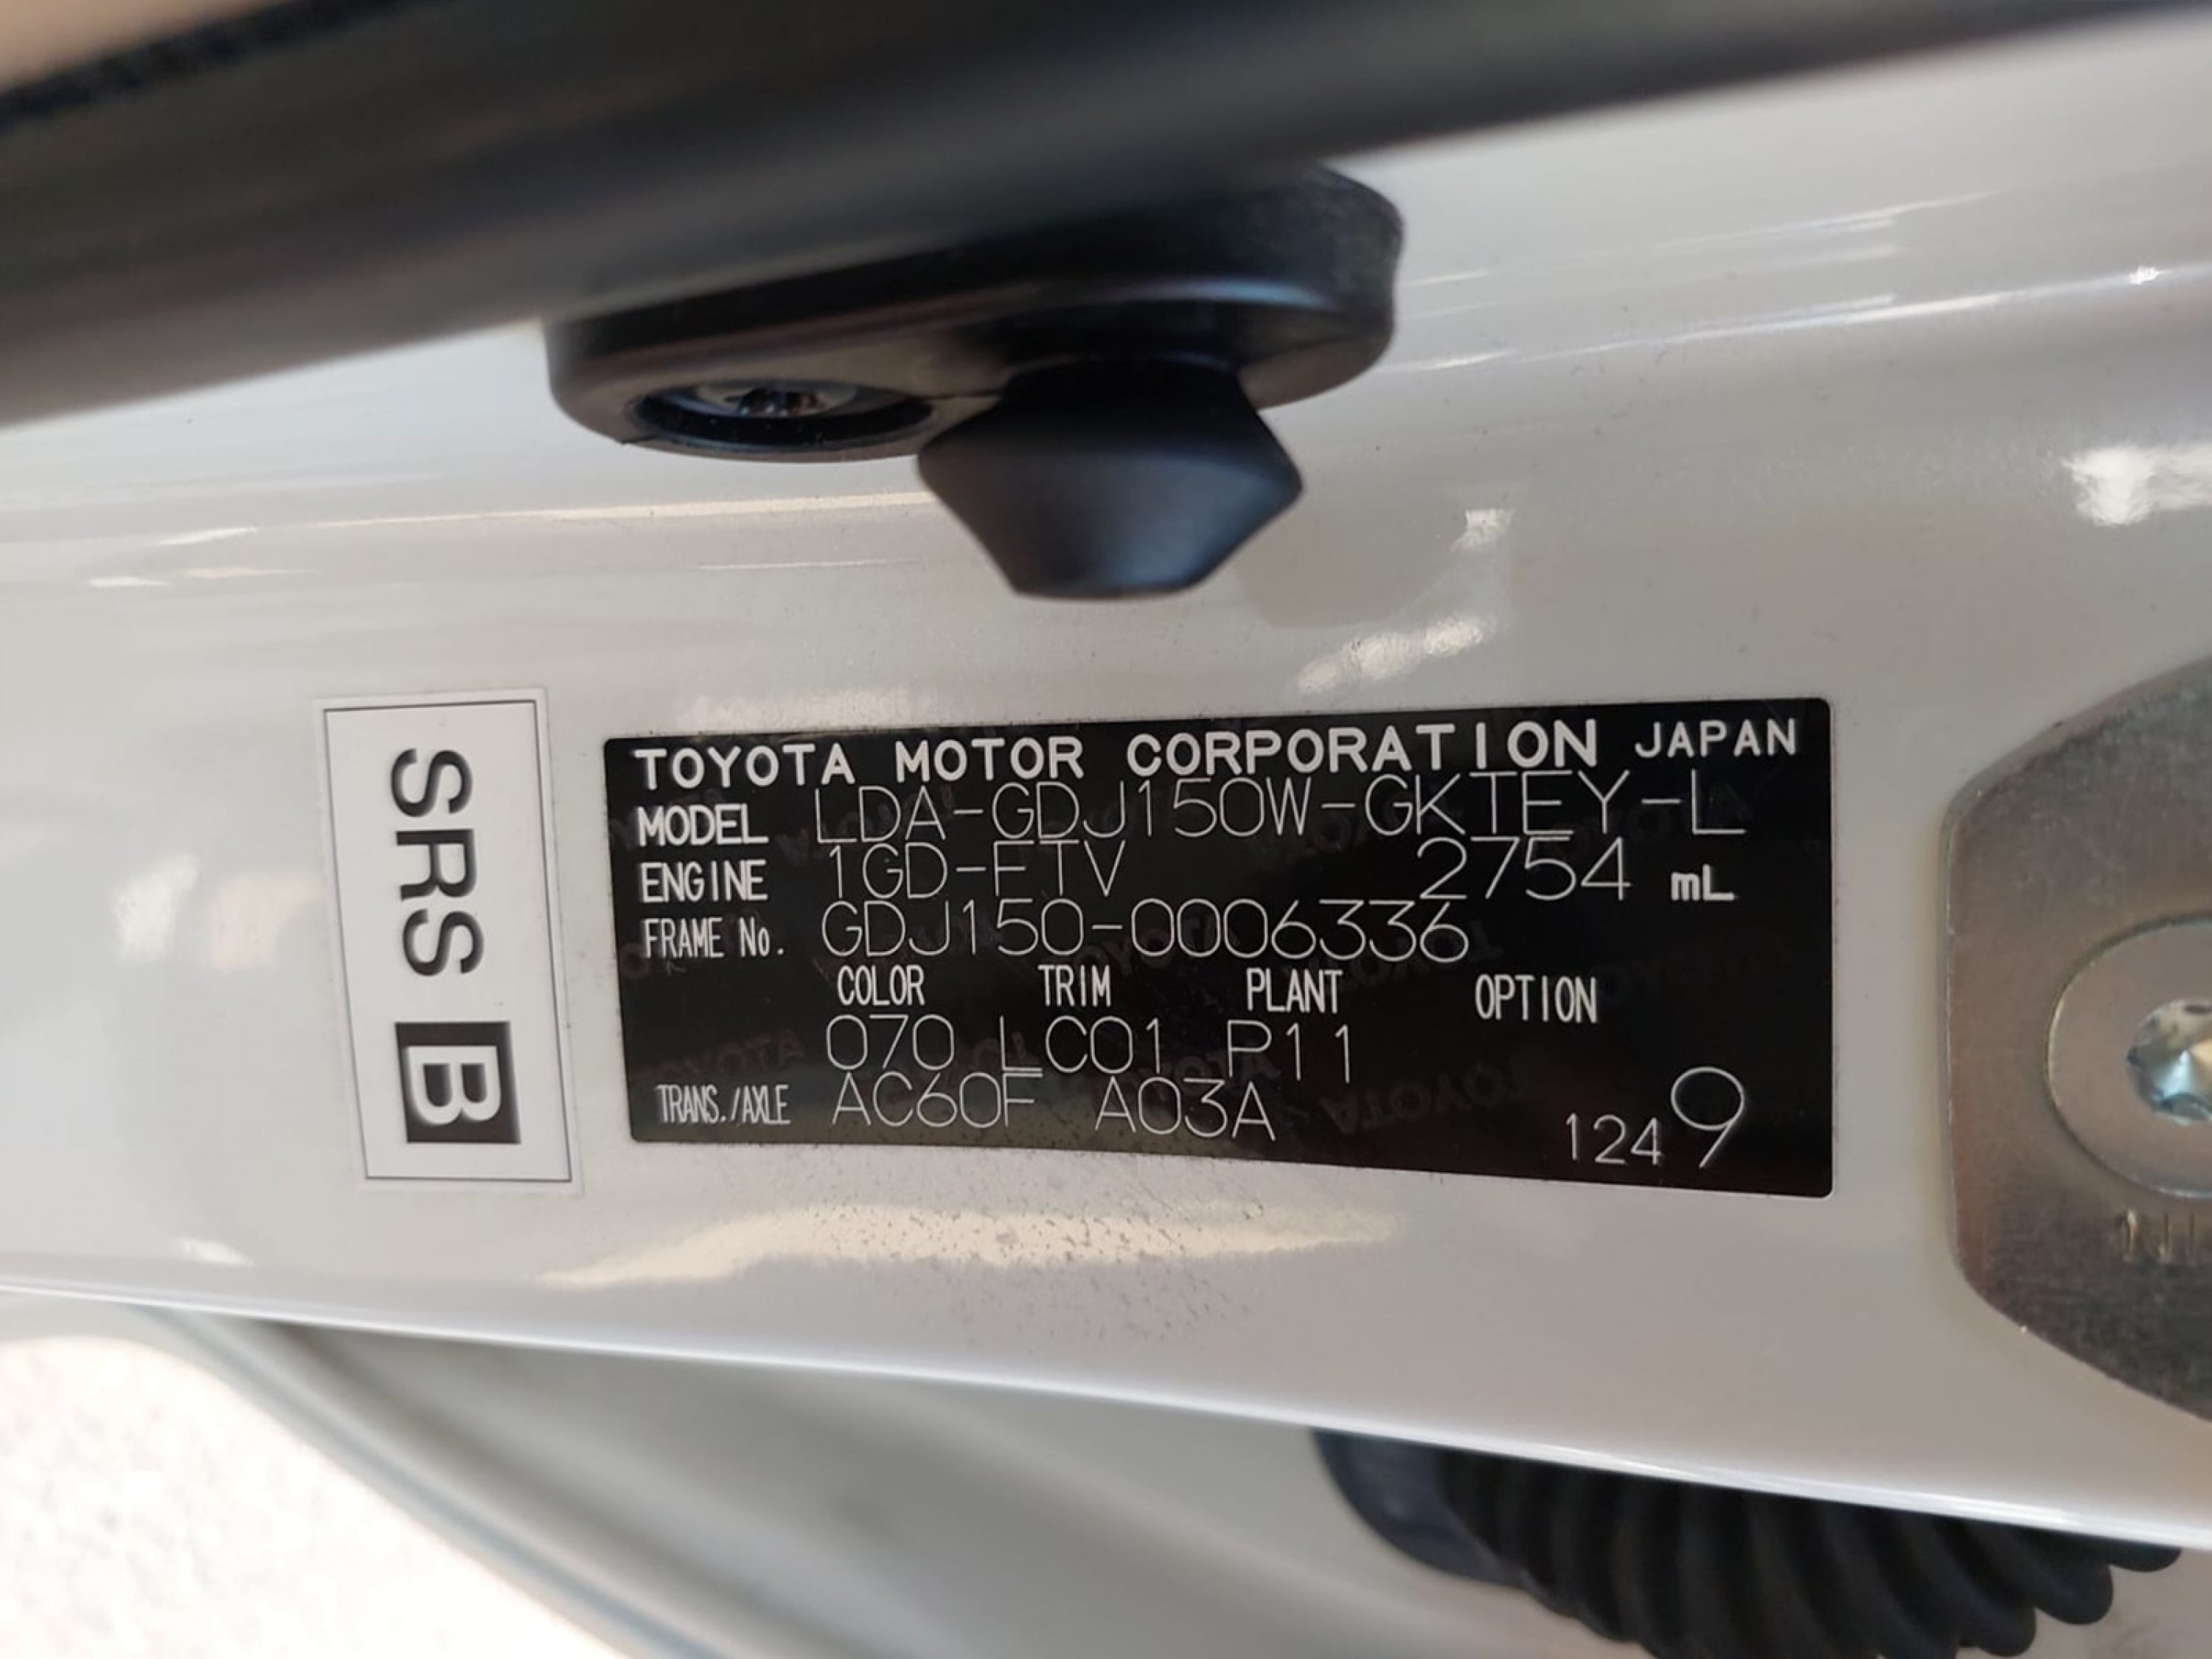 SRS B
TOYOTA MOTOR CORPORATION JAPAN
MODEL LDA-GDJ150W-GKTEY-L
ENGINE 1GD-FTV 2754 mL
FRAME No. GDJ150-0006336
COLOR TRIM PLANT OPTION
070 LC01 P11
TRANS./AXLE AC60F A03A
1249